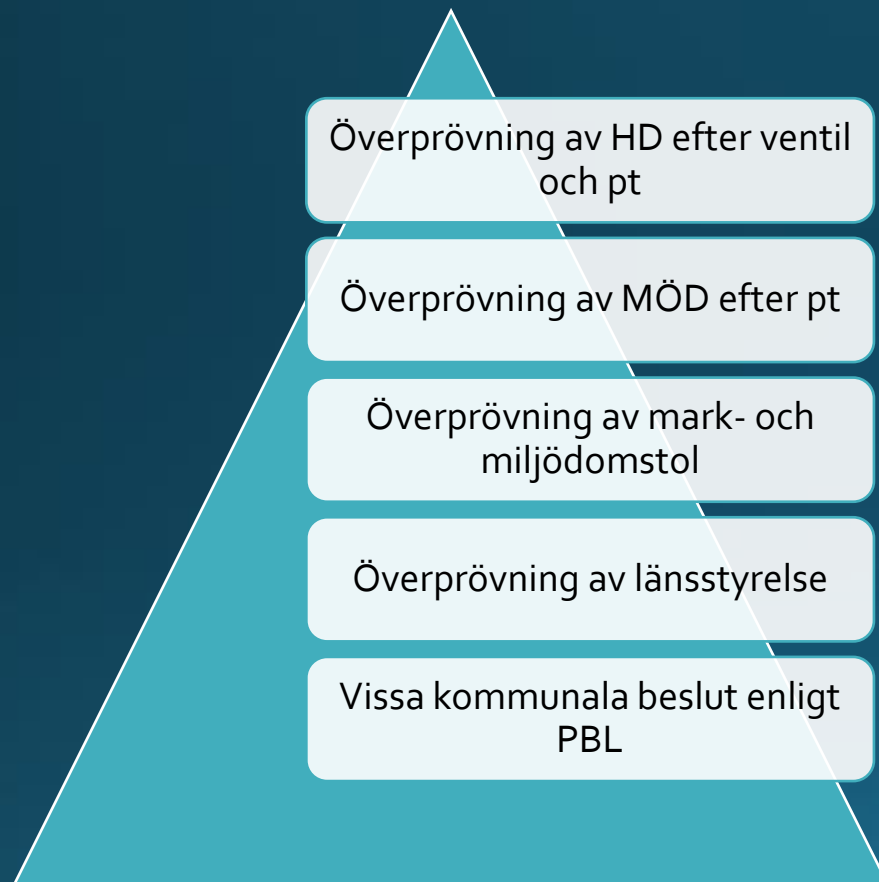 Överprövning av HD efter ventil
och pt
Överprövning av MÖD efter pt
Överprövning av mark- och
miljödomstol
Överprövning av länsstyrelse
Vissa kommunala beslut enligt
PBL